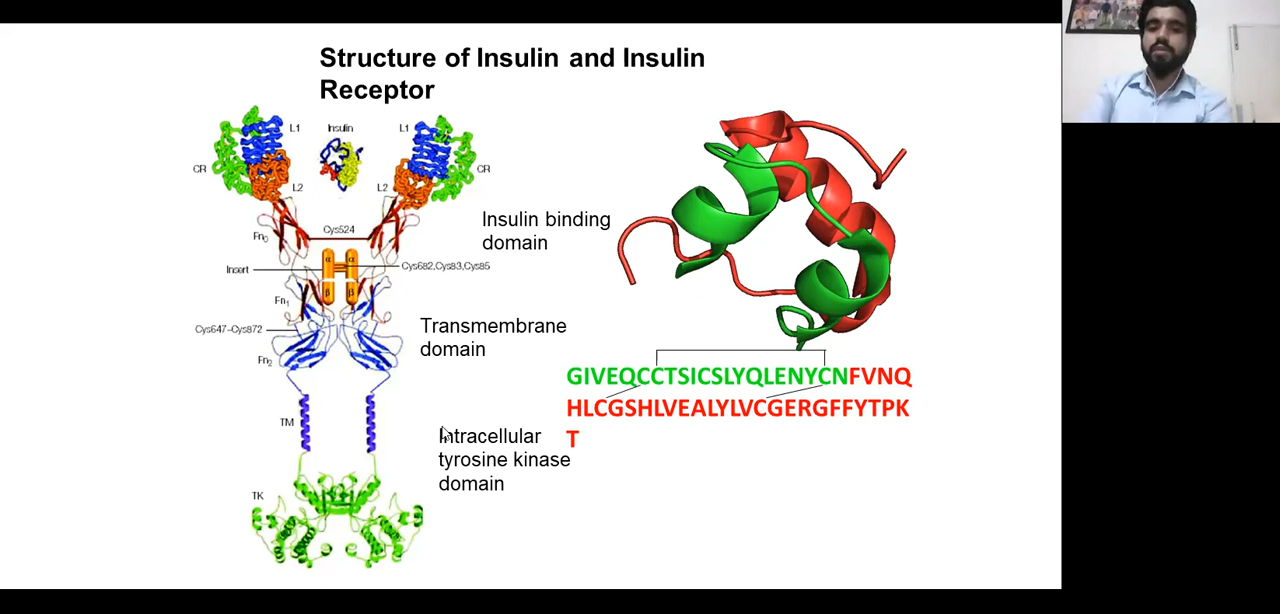 Structure of Insulin and Insulin
Receptor
L1
Insulin
L1
CR
CR
L2
L2
Insulin binding
domain
Cys524
Fn0
Insert
α
α
Cys682,Cys83,Cys85
β
β
Fn1
Transmembrane
domain
Cys647-Cys872
Fn2
GIVEQCCTSICSLYQLENYCNFVNQ
HLCGSHLVEALYLVCGERGFFYTPK
T
TM
Intracellular
tyrosine kinase
domain
TK